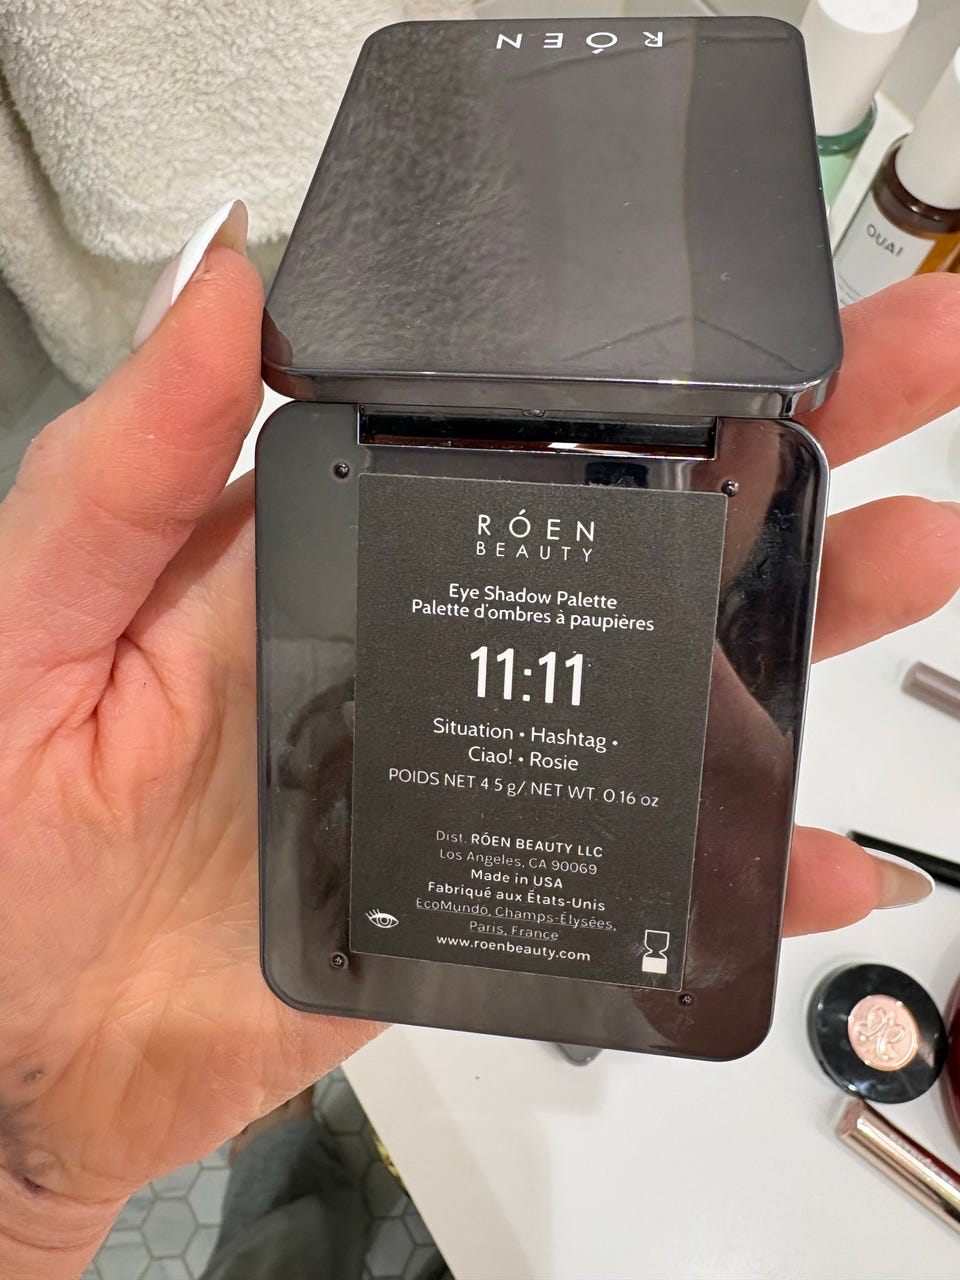 RÓEN
RÓEN
BEAUTY
Eye Shadow Palette
Palette d'ombres à paupières
11:11
Situation • Hashtag •
Ciao! • Rosie
POIDS NET 4 5 g/ NET WT. 0.16 oz
Dist. RÓEN BEAUTY LLC
Los Angeles, CA 90069
Made in USA
Fabriqué aux États-Unis
EcoMundo, Champs-Élysées,
Paris, France
www.roenbeauty.com
OUAI